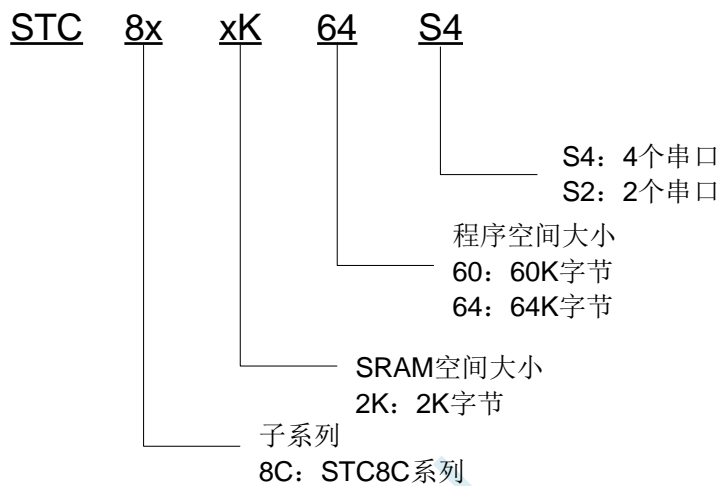 STC 8x xK 64 S4
S4：4个串口
S2：2个串口
程序空间大小
60：60K字节
64：64K字节
SRAM空间大小
2K：2K字节
子系列
8C：STC8C系列